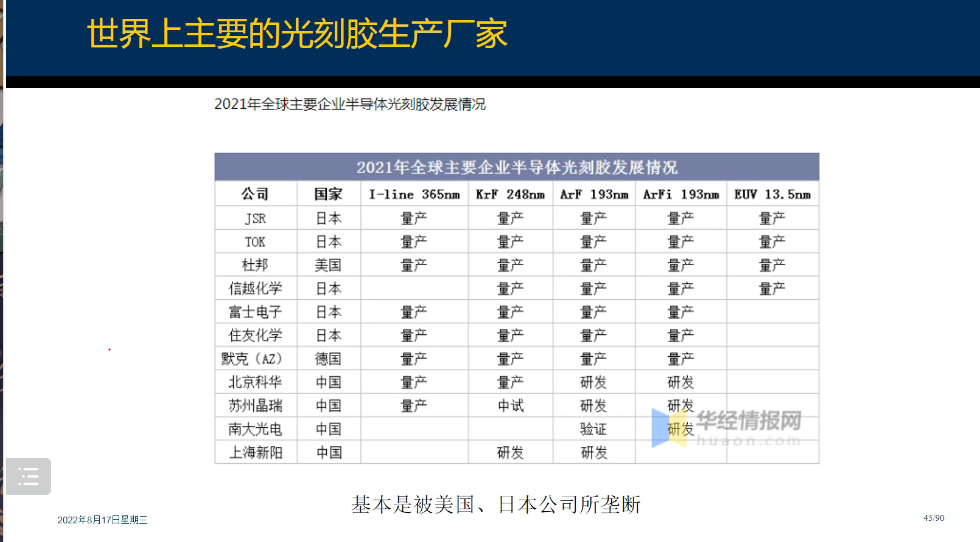 世界上主要的光刻胶生产厂家
2021年全球主要企业半导体光刻胶发展情况
2021年全球主要企业半导体光刻胶发展情况
公司 国家 I-line 365nm KrF 248nm ArF 193nm ArFi 193nm EUV 13.5nm
JSR 日本 量产 量产 量产 量产 量产
TOK 日本 量产 量产 量产 量产 量产
杜邦 美国 量产 量产 量产 量产 量产
信越化学 日本 量产 量产 量产 量产
富士电子 日本 量产 量产 量产 量产
住友化学 日本 量产 量产 量产 量产
默克（AZ） 德国 量产 量产 量产 量产
北京科华 中国 量产 量产 研发 研发
苏州晶瑞 中国 量产 中试 研发 研发
南大光电 中国 验证 研发
上海新阳 中国 研发 研发
华经情报网
huaon.com
基本是被美国、日本公司所垄断
2022年8月17日星期三
45/90